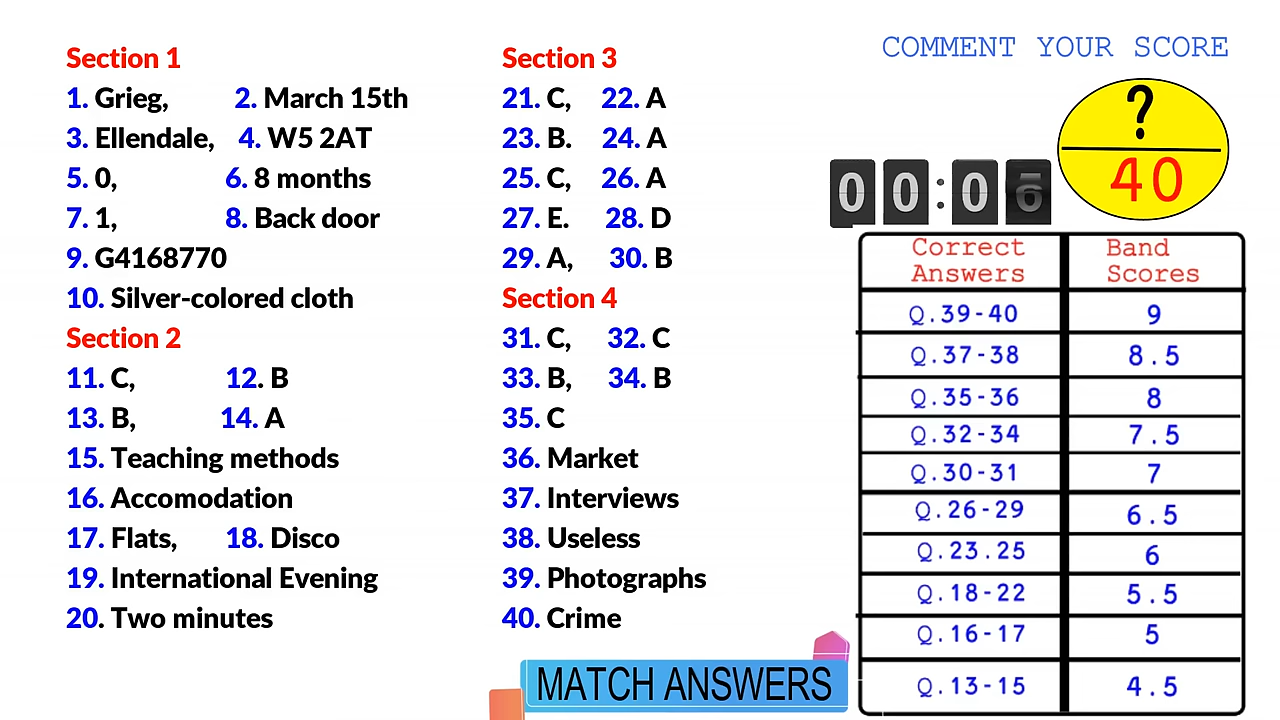 Section 1
1. Grieg, 2. March 15th
3. Ellendale, 4. W5 2AT
5. 0, 6. 8 months
7. 1, 8. Back door
9. G4168770
10. Silver-colored cloth
Section 2
11. C, 12. B
13. B, 14. A
15. Teaching methods
16. Accomodation
17. Flats, 18. Disco
19. International Evening
20. Two minutes
Section 3
21. C, 22. A
23. B. 24. A
25. C, 26. A
27. E. 28. D
29. A, 30. B
Section 4
31. C, 32. C
33. B, 34. B
35. C
36. Market
37. Interviews
38. Useless
39. Photographs
40. Crime
MATCH ANSWERS
COMMENT YOUR SCORE
?
40
00:0
Correct Answers Band Scores
Q.39-40 9
Q.37-38 8.5
Q.35-36 8
Q.32-34 7.5
Q.30-31 7
Q.26-29 6.5
Q.23.25 6
Q.18-22 5.5
Q.16-17 5
Q.13-15 4.5